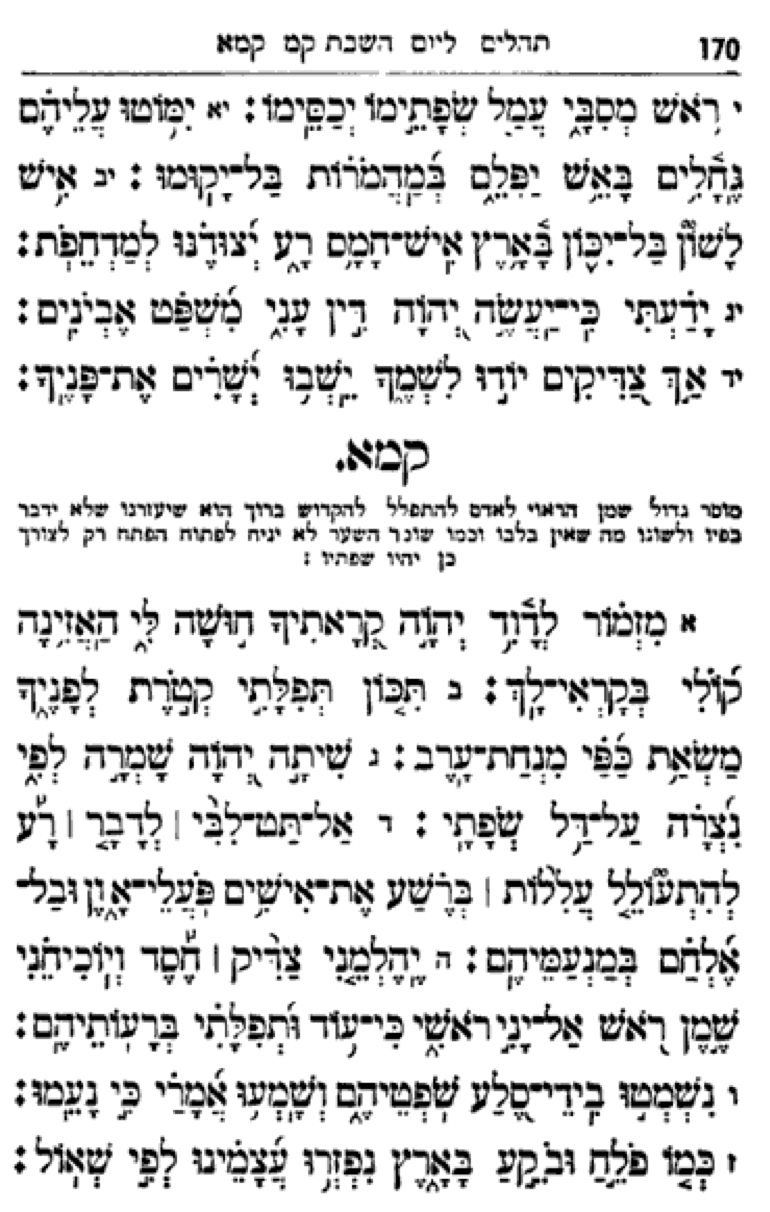 170 תהלים ליום השבת קמ קמא
י רֹאשׁ מְסִבָּי עֲמַל שְׂפָתֵימוֹ יְכַסֵּימוֹ׃ יא יִמּוֹטוּ עֲלֵיהֶם
גֶּחָלִים בָּאֵשׁ יַפִּלֵם בְּמַהֲמֹרוֹת בַּל־יָקוּמוּ׃ יב אִישׁ
לָשׁוֹן בַּל־יִכּוֹן בָּאָרֶץ אִישׁ־חָמָס רָע יְצוּדֶנּוּ לְמַדְחֵפֹת׃
יג יָדַעְתִּי כִּי־יַעֲשֶׂה יְהוָֹה דִּין עָנִי מִשְׁפַּט אֶבְיֹנִים׃
יד אַךְ צַדִּיקִים יוֹדוּ לִשְׁמֶךָ יֵשְׁבוּ יְשָׁרִים אֶת־פָּנֶיךָ׃
קמא.
מוסר גדול שמן הראוי לאדם להתפלל להקדוש ברוך הוא שיעזרנו שלא ידבר
בפיו ולשונו מה שאין בלבו וכמו שומר השער לא יניח לפתוח הפתח רק לצורך
כן יהיו שפתיו :
א מִזְמוֹר לְדָוִד יְהוָֹה קְרָאתִיךָ חוּשָׁה לִּי הַאֲזִינָה
קוֹלִי בְּקָרְאִי־לָךְ׃ ב תִּכּוֹן תְּפִלָּתִי קְטֹרֶת לְפָנֶיךָ
מַשְׂאַת כַּפַּי מִנְחַת־עָרֶב׃ ג שִׁיתָה יְהוָֹה שָׁמְרָה לְפִי
נִצְּרָה עַל־דַּל שְׂפָתָי׃ ד אַל־תַּט־לִבִּי | לְדָבָר | רָע
לְהִתְעוֹלֵל עֲלִלוֹת | בְּרֶשַׁע אֶת־אִישִׁים פֹּעֲלֵי־אָוֶן וּבַל־
אֶלְחַם בְּמַנְעַמֵּיהֶם׃ ה יֶהֶלְמֵנִי צַדִּיק | חֶסֶד וְיוֹכִיחֵנִי
שֶׁמֶן רֹאשׁ אַל־יָנִי רֹאשִׁי כִּי־עוֹד וּתְפִלָּתִי בְּרָעוֹתֵיהֶם׃
ו נִשְׁמְטוּ בִידֵי־סֶלַע שֹׁפְטֵיהֶם וְשָׁמְעוּ אֲמָרַי כִּי נָעֵמוּ׃
ז כְּמוֹ פֹלֵחַ וּבֹקֵעַ בָּאָרֶץ נִפְזְרוּ עֲצָמֵינוּ לְפִי שְׁאוֹל׃